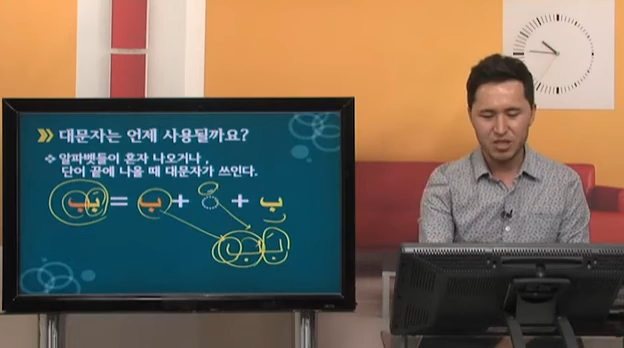 대문자는 언제 사용될까요?
알파벳들이 혼자 나오거나 ,
단어 끝에 나올 때 대문자가 쓰인다.
بَب = ب + ◌َ + ب
بَب